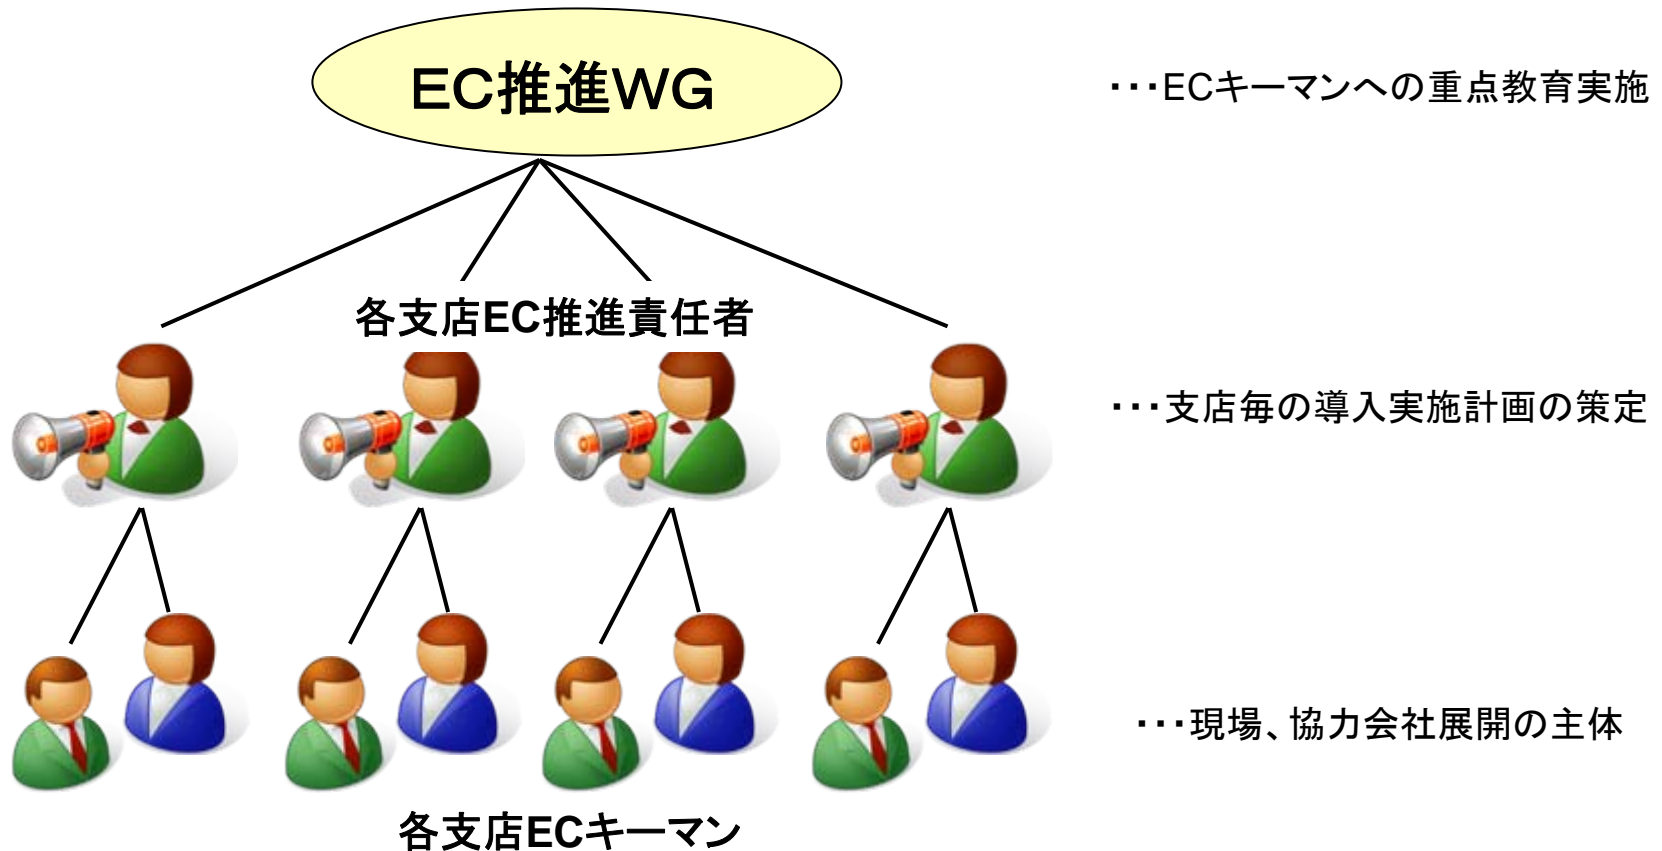 EC推進WG
・・・ECキーマンへの重点教育実施
各支店EC推進責任者
・・・支店毎の導入実施計画の策定
・・・現場、協力会社展開の主体
各支店ECキーマン